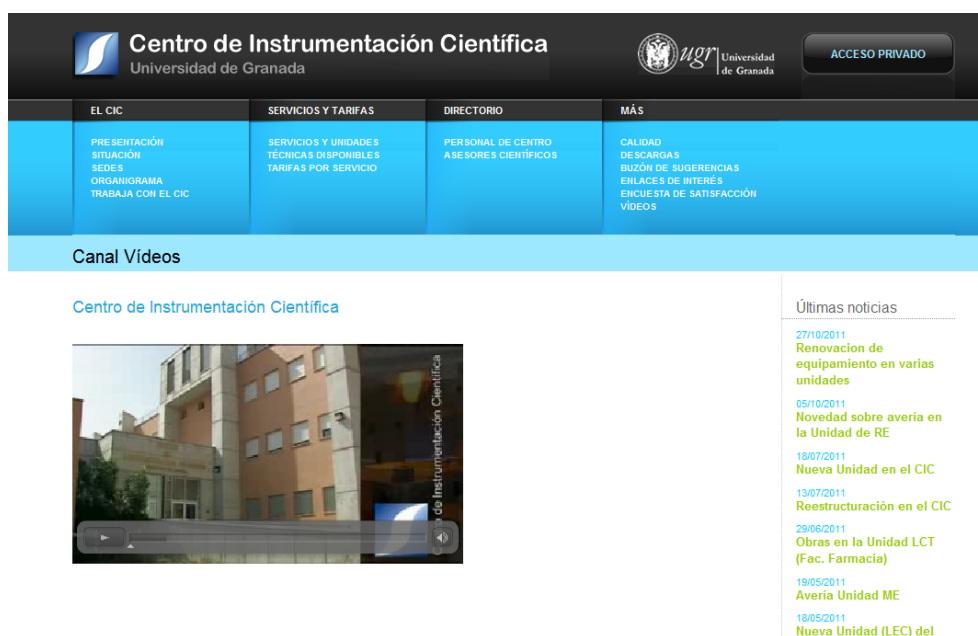 Centro de Instrumentación Científica
Universidad de Granada
ugr
Universidad
de Granada
ACCESO PRIVADO
EL CIC
PRESENTACIÓN
SITUACIÓN
SEDES
ORGANIGRAMA
TRABAJA CON EL CIC
SERVICIOS Y TARIFAS
SERVICIOS Y UNIDADES
TÉCNICAS DISPONIBLES
TARIFAS POR SERVICIO
DIRECTORIO
PERSONAL DE CENTRO
ASESORES CIENTÍFICOS
MÁS
CALIDAD
DESCARGAS
BUZÓN DE SUGERENCIAS
ENLACES DE INTERÉS
ENCUESTA DE SATISFACCIÓN
VÍDEOS
Canal Vídeos
Centro de Instrumentación Científica
de Instrumentación Científica
Últimas noticias
27/10/2011
Renovacion de
equipamiento en varias
unidades
05/10/2011
Novedad sobre avería en
la Unidad de RE
18/07/2011
Nueva Unidad en el CIC
13/07/2011
Reestructuración en el CIC
29/06/2011
Obras en la Unidad LCT
(Fac. Farmacia)
19/05/2011
Avería Unidad ME
18/05/2011
Nueva Unidad (LEC) del